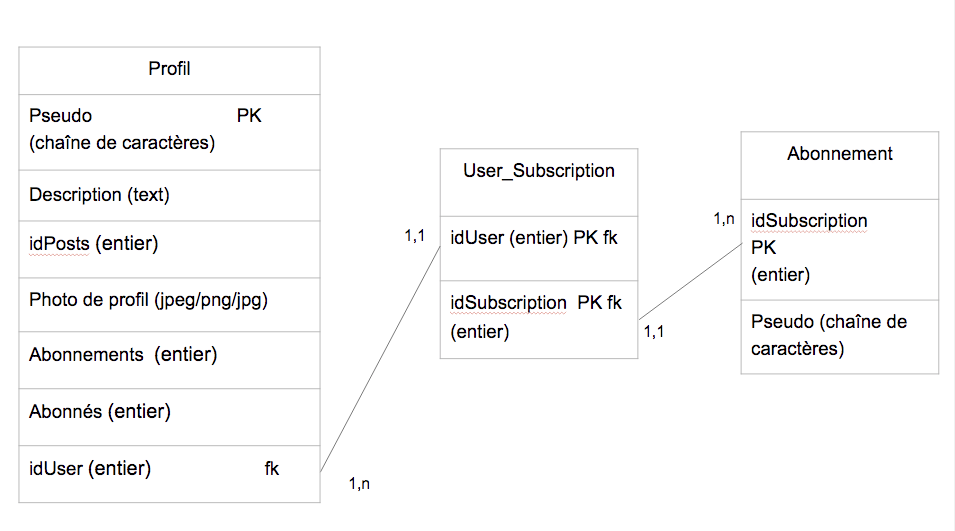 Profil
Pseudo PK
(chaîne de caractères)
Description (text)
idPosts (entier)
Photo de profil (jpeg/png/jpg)
Abonnements (entier)
Abonnés (entier)
idUser (entier) fk
1,n
1,1
User_Subscription
idUser (entier) PK fk
idSubscription PK fk
(entier)
1,1
1,n
Abonnement
idSubscription
PK
(entier)
Pseudo (chaîne de
caractères)